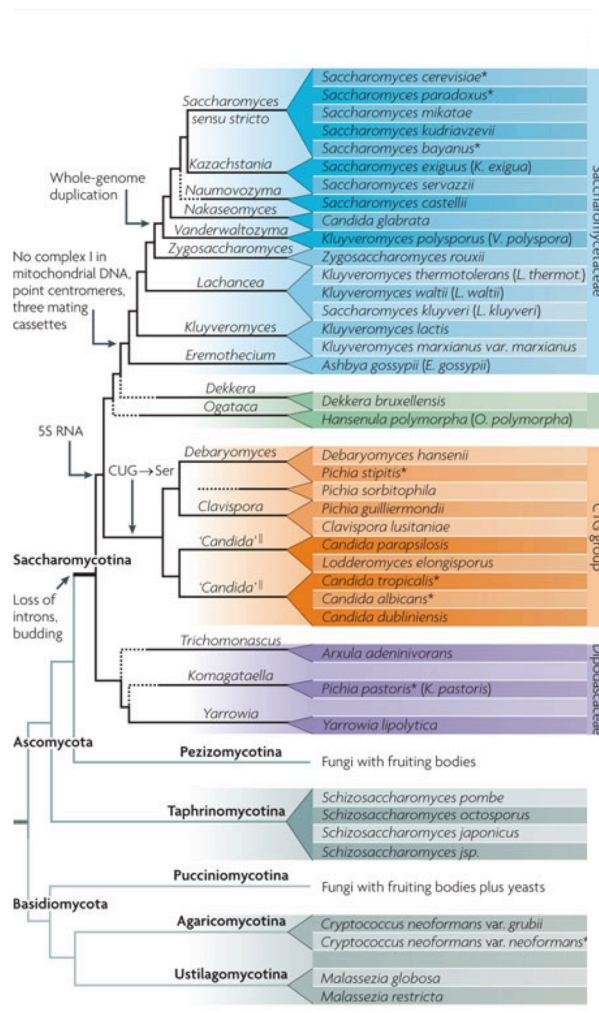 Saccharomyces
sensu stricto
Kazachstania
Naumovozyma
Nakaseomyces
Vanderwaltozyma
Zygosaccharomyces
Lachancea
Kluyveromyces
Eremothecium
Dekkera
Ogataca
Whole-genome
duplication
No complex I in
mitochondrial DNA,
point centromeres,
three mating
cassettes
5S RNA
CUG→Ser
Saccharomyces cerevisiae*
Saccharomyces paradoxus*
Saccharomyces mikatae
Saccharomyces kudriavzevii
Saccharomyces bayanus*
Saccharomyces exiguus (K. exigua)
Saccharomyces servazzii
Saccharomyces castellii
Candida glabrata
Kluyveromyces polysporus (V. polyspora)
Zygosaccharomyces rouxii
Kluyveromyces thermotolerans (L. thermot.)
Kluyveromyces waltii (L. waltii)
Saccharomyces kluyveri (L. kluyveri)
Kluyveromyces lactis
Kluyveromyces marxianus var. marxianus
Ashbya gossypii (E. gossypii)
Saccharomycetaceae
Dekkera bruxellensis
Hansenula polymorpha (O. polymorpha)
Debaryomyces
Clavispora
'Candida' ||
'Candida' ||
Debaryomyces hansenii
Pichia stipitis*
Pichia sorbitophila
Pichia guilliermondii
Clavispora lusitaniae
Candida parapsilosis
Lodderomyces elongisporus
Candida tropicalis*
Candida albicans*
Candida dubliniensis
CTG group
Saccharomycotina
Loss of
introns,
budding
Trichomonascus
Komagataella
Yarrowia
Arxula adeninivorans
Pichia pastoris* (K. pastoris)
Yarrowia lipolytica
Dipodascaceae
Ascomycota
Pezizomycotina
Fungi with fruiting bodies
Taphrinomycotina
Schizosaccharomyces pombe
Schizosaccharomyces octosporus
Schizosaccharomyces japonicus
Schizosaccharomyces jsp.
Pucciniomycotina
Fungi with fruiting bodies plus yeasts
Basidiomycota
Agaricomycotina
Cryptococcus neoformans var. grubii
Cryptococcus neoformans var. neoformans*
Ustilagomycotina
Malassezia globosa
Malassezia restricta